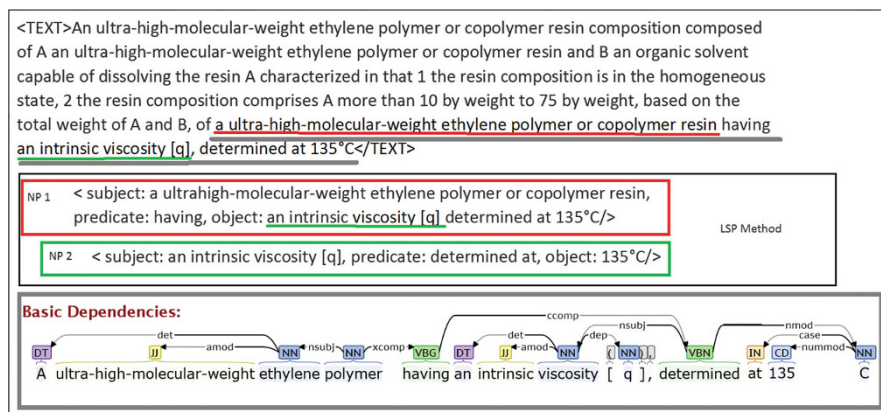 <TEXT>An ultra-high-molecular-weight ethylene polymer or copolymer resin composition composed
of A an ultra-high-molecular-weight ethylene polymer or copolymer resin and B an organic solvent
capable of dissolving the resin A characterized in that 1 the resin composition is in the homogeneous
state, 2 the resin composition comprises A more than 10 by weight to 75 by weight, based on the
total weight of A and B, of a ultra-high-molecular-weight ethylene polymer or copolymer resin having
an intrinsic viscosity [q], determined at 135°C</TEXT>
NP 1 < subject: a ultrahigh-molecular-weight ethylene polymer or copolymer resin,
predicate: having, object: an intrinsic viscosity [q] determined at 135°C/>
LSP Method
NP 2 < subject: an intrinsic viscosity [q], predicate: determined at, object: 135°C/>
Basic Dependencies:
ccomp
nsubj nmod
det det dep case
amod nsubj xcomp amod nummod
DT JJ NN NN VBG DT JJ NN ( NN ) , VBN IN CD NN
A ultra-high-molecular-weight ethylene polymer having an intrinsic viscosity [ q ] , determined at 135 C